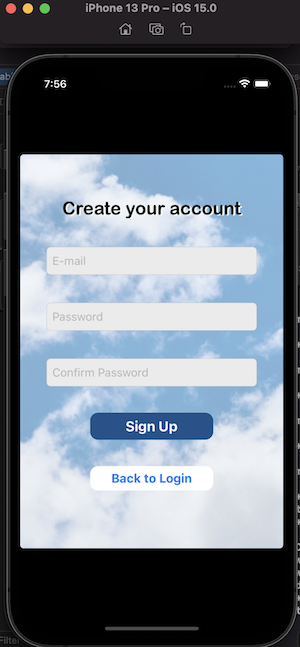 iPhone 13 Pro – iOS 15.0
7:56
Create your account
E-mail
Password
Confirm Password
Sign Up
Back to Login
Filter